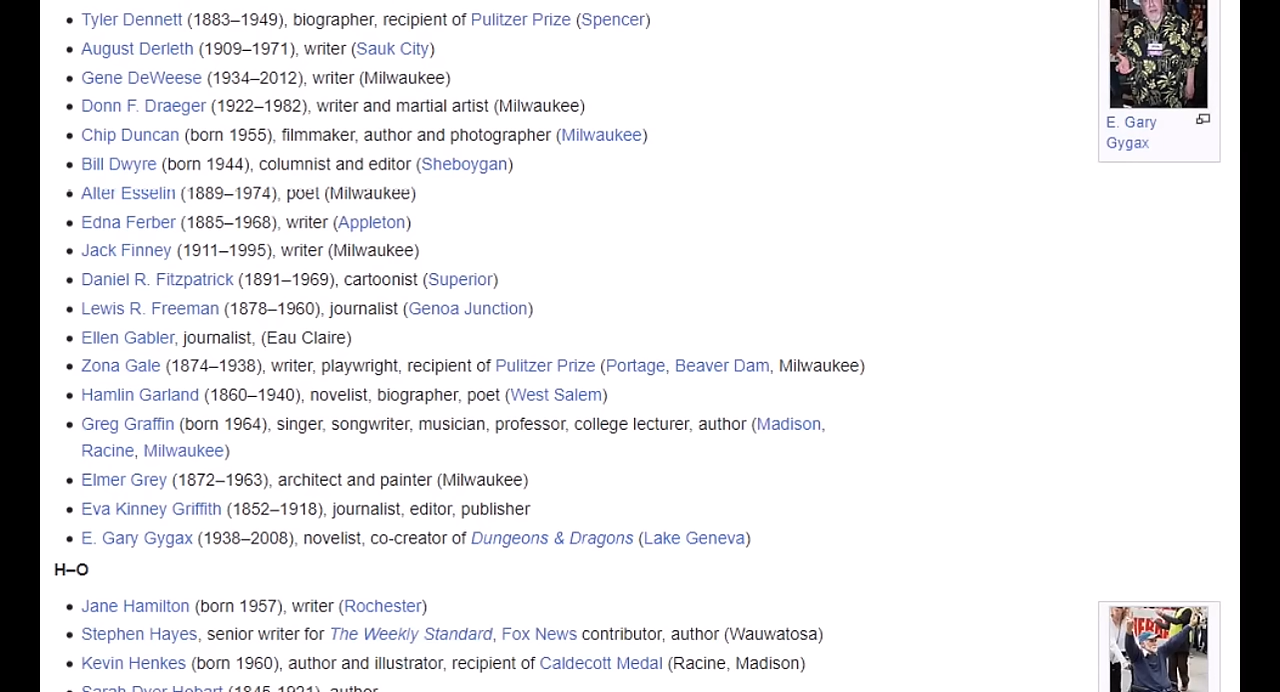 Tyler Dennett (1883–1949), biographer, recipient of Pulitzer Prize (Spencer)
August Derleth (1909–1971), writer (Sauk City)
Gene DeWeese (1934–2012), writer (Milwaukee)
Donn F. Draeger (1922–1982), writer and martial artist (Milwaukee)
Chip Duncan (born 1955), filmmaker, author and photographer (Milwaukee)
Bill Dwyre (born 1944), columnist and editor (Sheboygan)
Alter Esselin (1889–1974), poet (Milwaukee)
Edna Ferber (1885–1968), writer (Appleton)
Jack Finney (1911–1995), writer (Milwaukee)
Daniel R. Fitzpatrick (1891–1969), cartoonist (Superior)
Lewis R. Freeman (1878–1960), journalist (Genoa Junction)
Ellen Gabler, journalist, (Eau Claire)
Zona Gale (1874–1938), writer, playwright, recipient of Pulitzer Prize (Portage, Beaver Dam, Milwaukee)
Hamlin Garland (1860–1940), novelist, biographer, poet (West Salem)
Greg Graffin (born 1964), singer, songwriter, musician, professor, college lecturer, author (Madison,
Racine, Milwaukee)
Elmer Grey (1872–1963), architect and painter (Milwaukee)
Eva Kinney Griffith (1852–1918), journalist, editor, publisher
E. Gary Gygax (1938–2008), novelist, co-creator of Dungeons & Dragons (Lake Geneva)
H–O
Jane Hamilton (born 1957), writer (Rochester)
Stephen Hayes, senior writer for The Weekly Standard, Fox News contributor, author (Wauwatosa)
Kevin Henkes (born 1960), author and illustrator, recipient of Caldecott Medal (Racine, Madison)
Sarah Dyer Hobart (1845-1921), author
E. Gary
Gygax